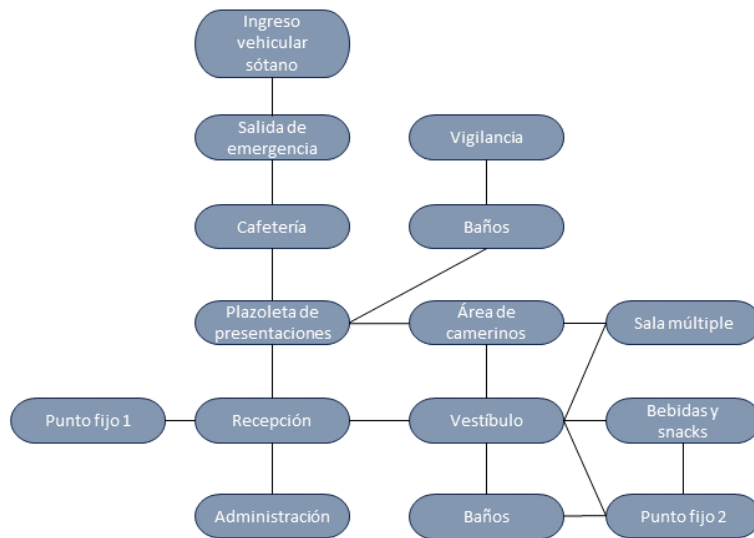 Ingreso
vehicular
sótano
Salida de
emergencia
Vigilancia
Cafetería
Baños
Plazoleta de
presentaciones
Área de
camerinos
Sala múltiple
Punto fijo 1
Recepción
Vestíbulo
Bebidas y
snacks
Administración
Baños
Punto fijo 2